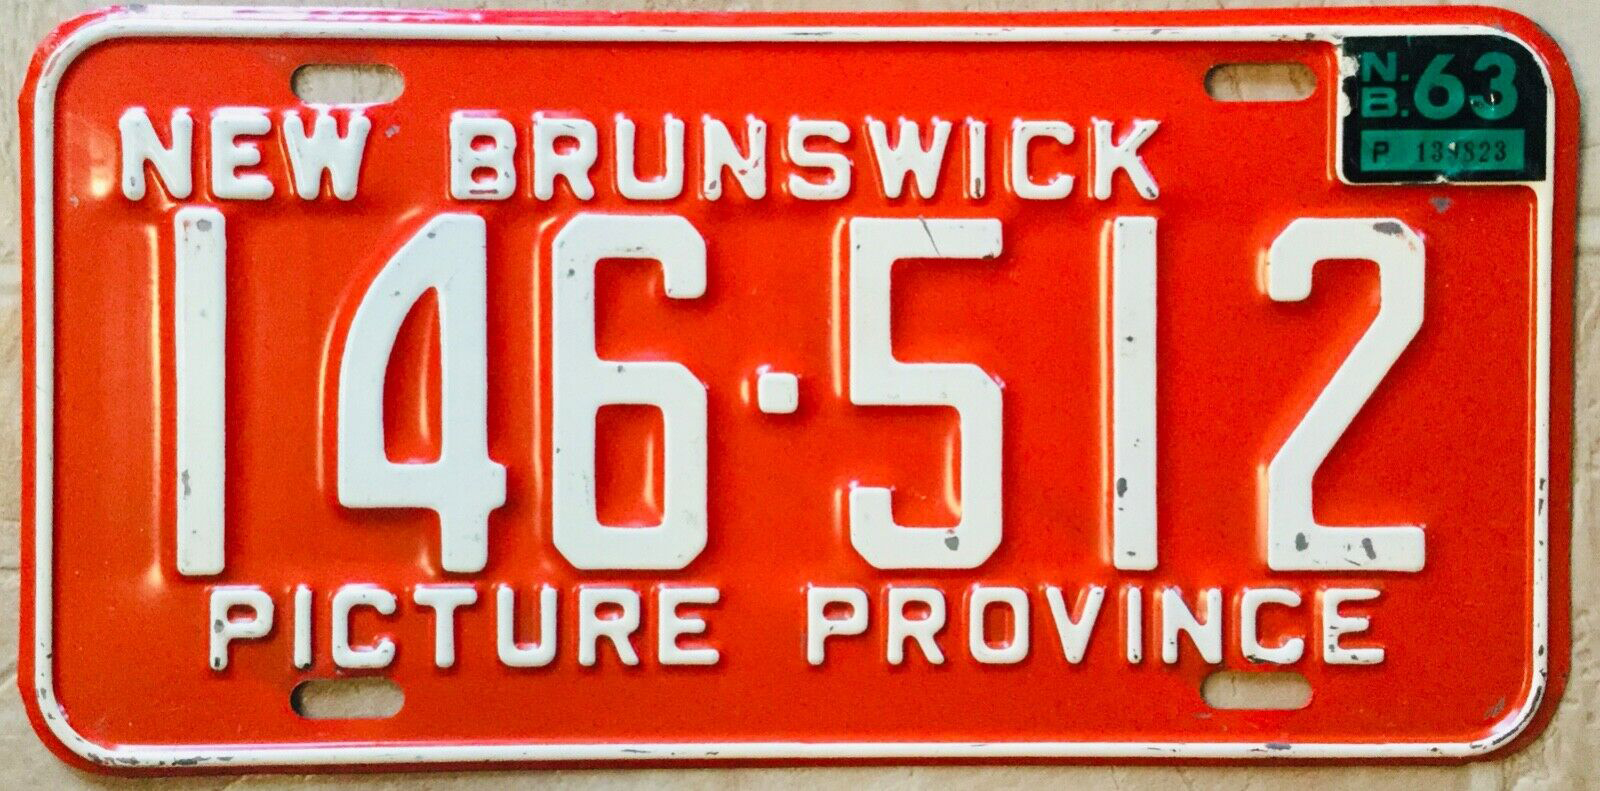 N.B. 63
P
NEW BRUNSWICK
146·512
PICTURE PROVINCE